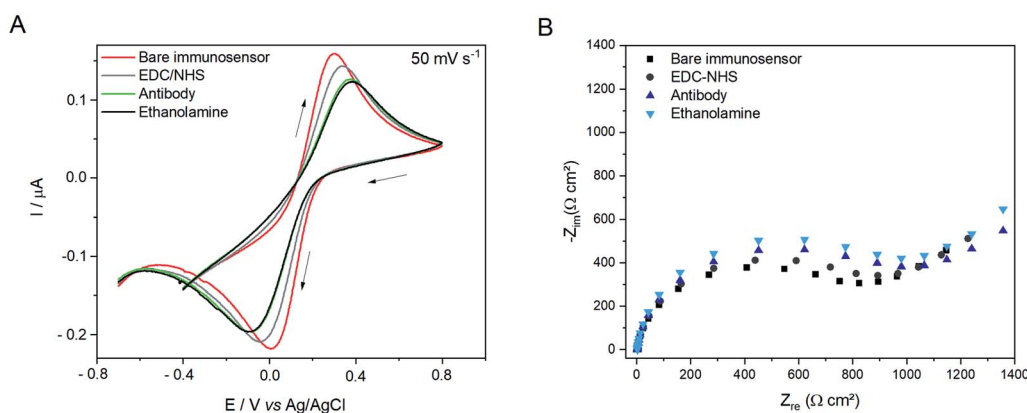 A
Bare immunosensor
EDC/NHS
Antibody
Ethanolamine
50 mV s⁻¹
0.1
0.0
- 0.1
- 0.2
I / µA
- 0.8
- 0.4
0.0
0.4
0.8
E / V vs Ag/AgCl
B
Bare immunosensor
EDC-NHS
Antibody
Ethanolamine
1400
1200
1000
800
600
400
200
0
-Zim(Ω cm²)
0
200
400
600
800
1000
1200
1400
Zre (Ω cm²)